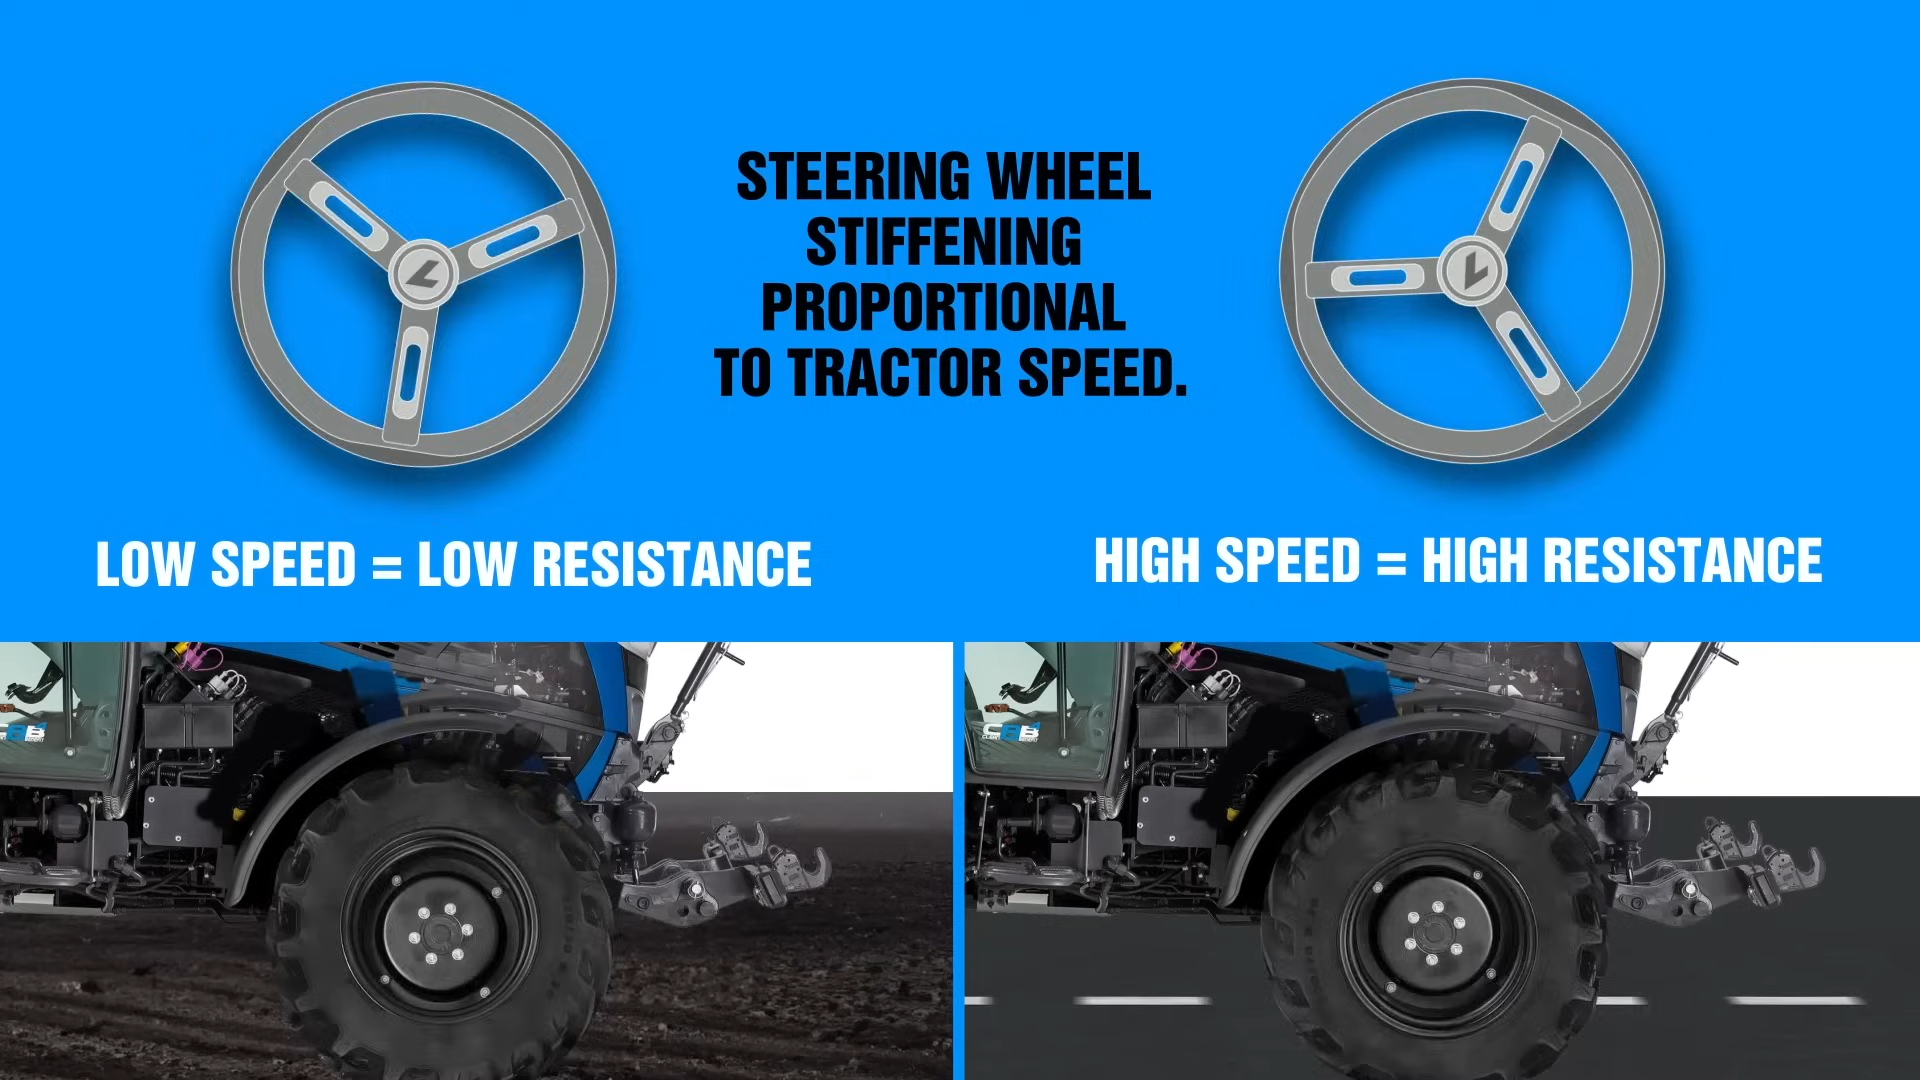 STEERING WHEEL
STIFFENING
PROPORTIONAL
TO TRACTOR SPEED.
LOW SPEED = LOW RESISTANCE
HIGH SPEED = HIGH RESISTANCE